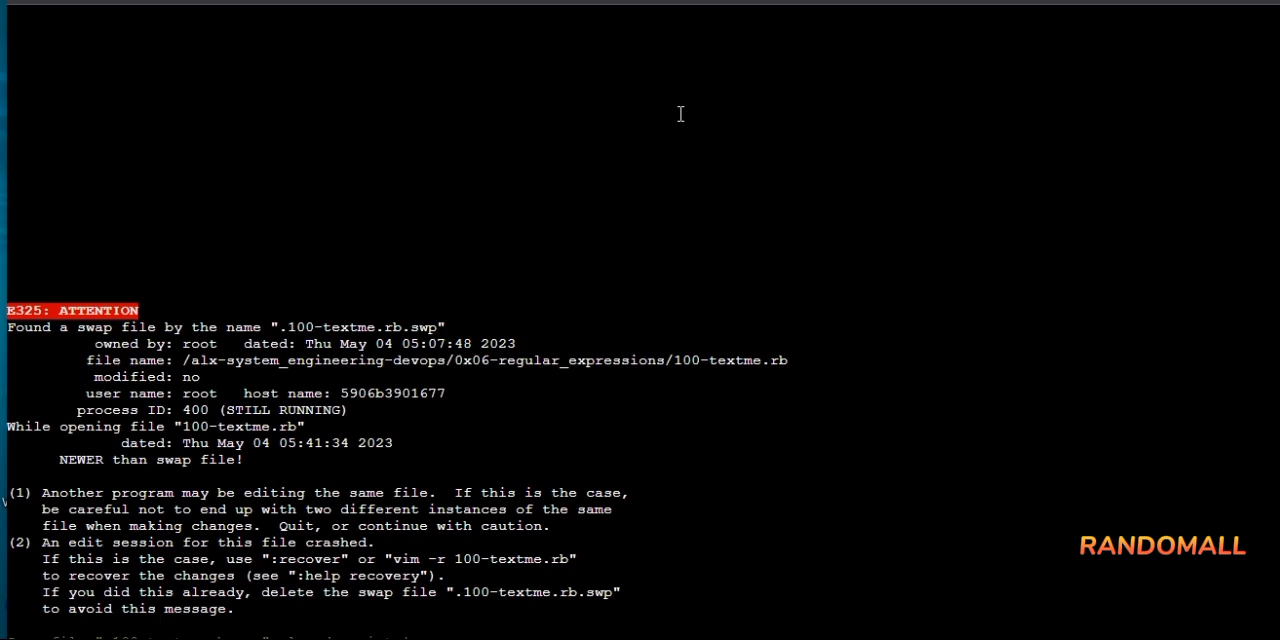 E325: ATTENTION
Found a swap file by the name ".100-textme.rb.swp"
owned by: root   dated: Thu May 04 05:07:48 2023
file name: /alx-system_engineering-devops/0x06-regular_expressions/100-textme.rb
modified: no
user name: root   host name: 5906b3901677
process ID: 400 (STILL RUNNING)
While opening file "100-textme.rb"
dated: Thu May 04 05:41:34 2023
NEWER than swap file!
(1) Another program may be editing the same file.  If this is the case,
be careful not to end up with two different instances of the same
file when making changes.  Quit, or continue with caution.
(2) An edit session for this file crashed.
If this is the case, use ":recover" or "vim -r 100-textme.rb"
to recover the changes (see ":help recovery").
If you did this already, delete the swap file ".100-textme.rb.swp"
to avoid this message.
RANDOMALL